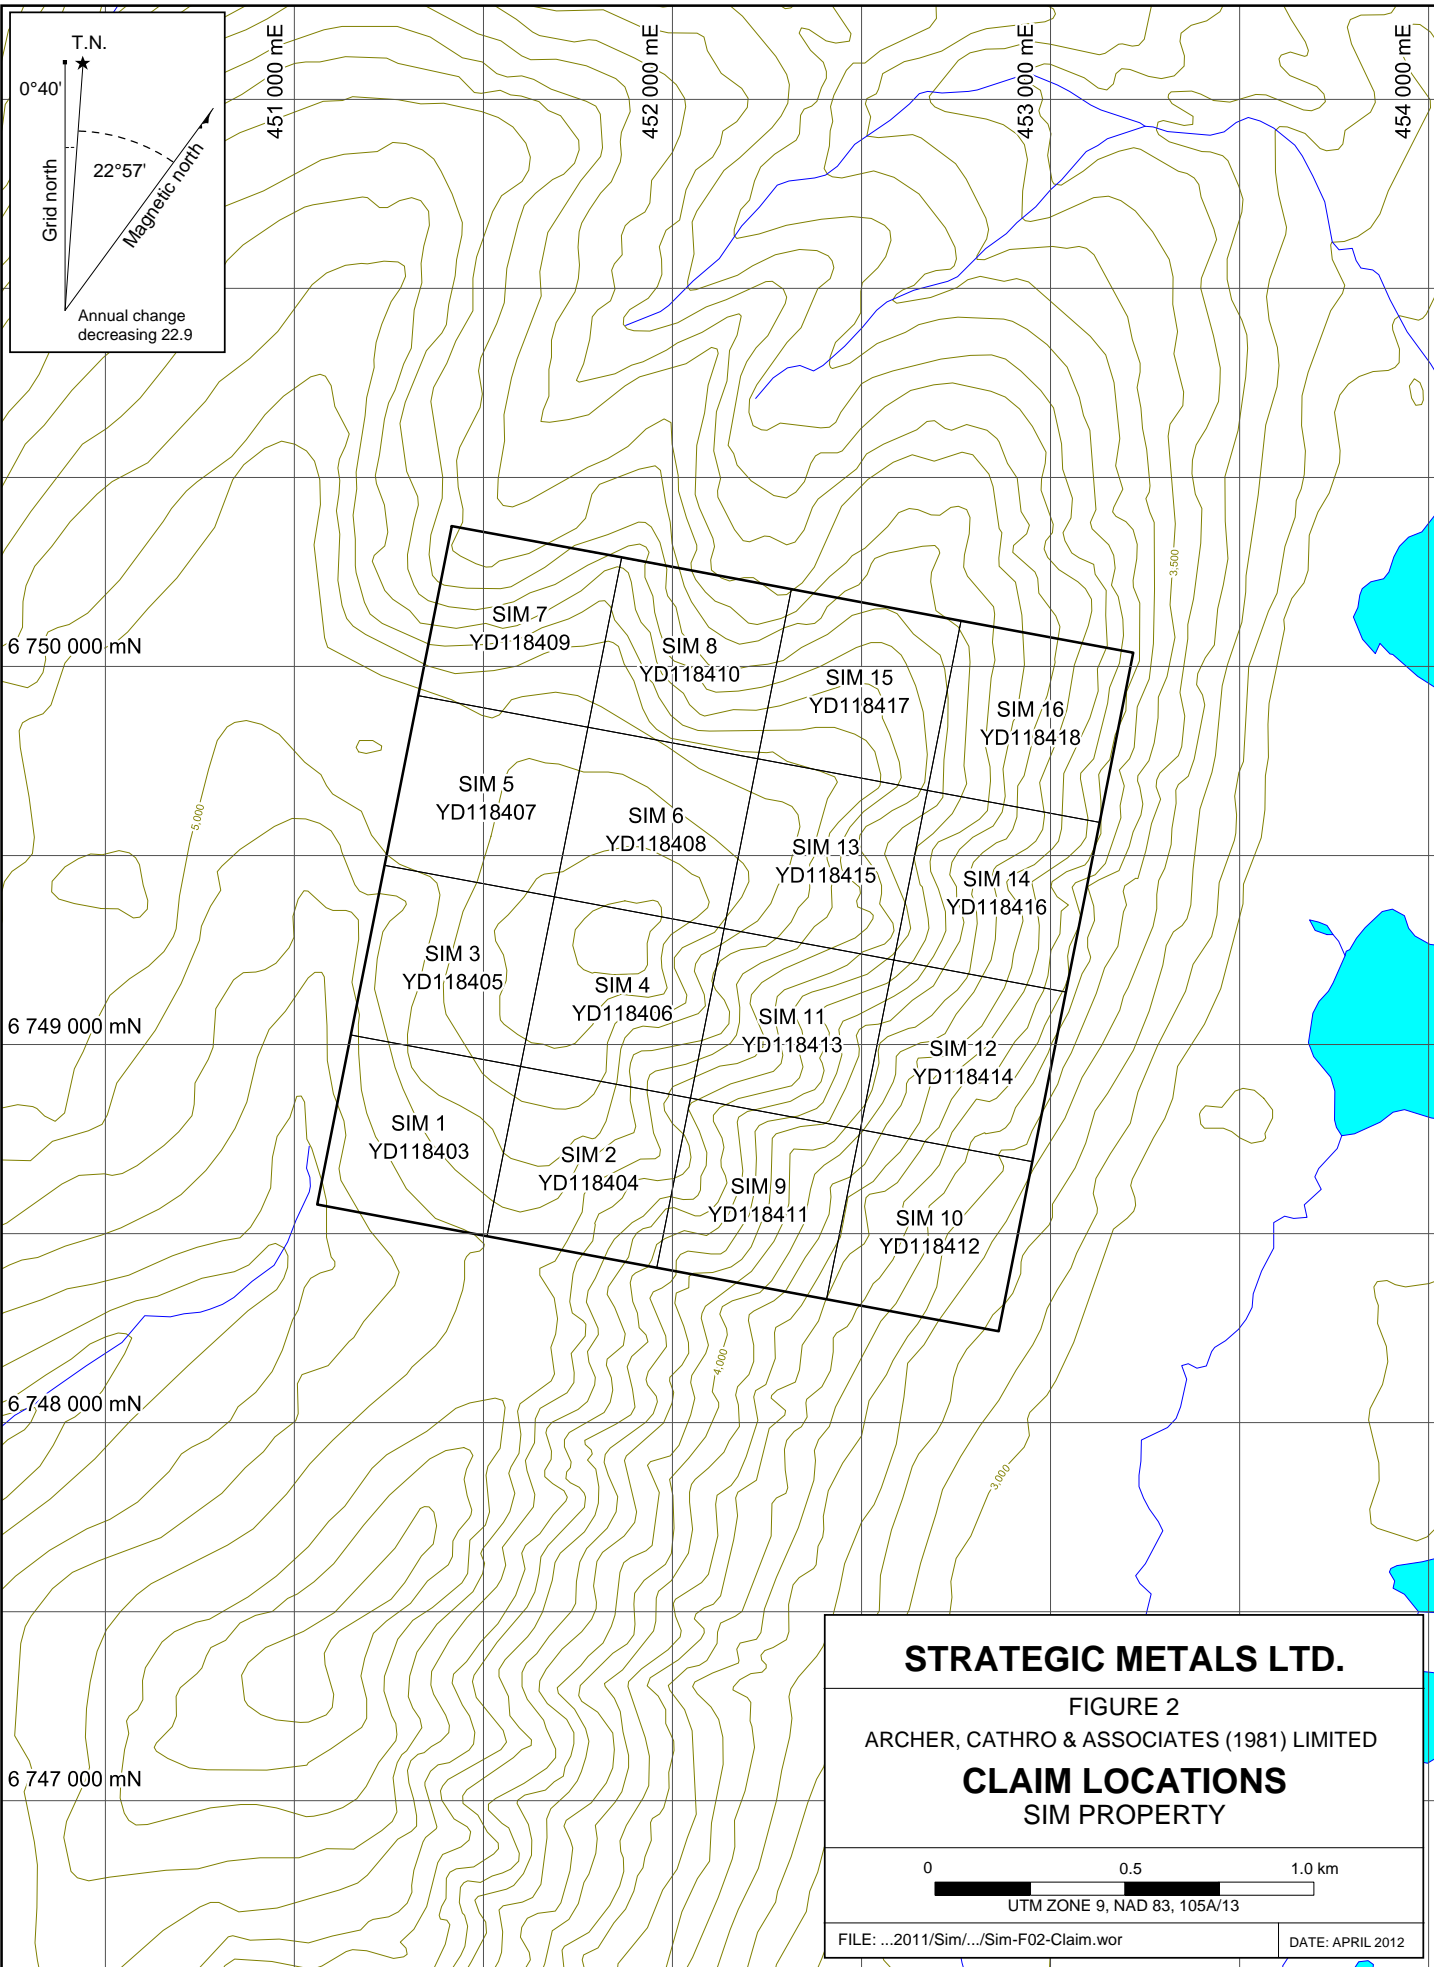 T.N.
0°40'
22°57'
Grid north
Magnetic north
Annual change
decreasing 22.9
451 000 mE
452 000 mE
453 000 mE
454 000 mE
3,500
SIM 7
YD118409
SIM 8
YD118410
6 750 000 mN
SIM 15
YD118417
SIM 16
YD118418
5,000
SIM 5
YD118407
SIM 6
YD118408
SIM 13
YD118415
SIM 14
YD118416
SIM 3
YD118405
SIM 4
YD118406
SIM 11
YD118413
SIM 12
YD118414
6 749 000 mN
SIM 1
YD118403
SIM 2
YD118404
SIM 9
YD118411
SIM 10
YD118412
4,000
6 748 000 mN
3,000
6 747 000 mN
STRATEGIC METALS LTD.
FIGURE 2
ARCHER, CATHRO & ASSOCIATES (1981) LIMITED
CLAIM LOCATIONS
SIM PROPERTY
0 0.5 1.0 km
UTM ZONE 9, NAD 83, 105A/13
FILE: ...2011/Sim/.../Sim-F02-Claim.wor
DATE: APRIL 2012